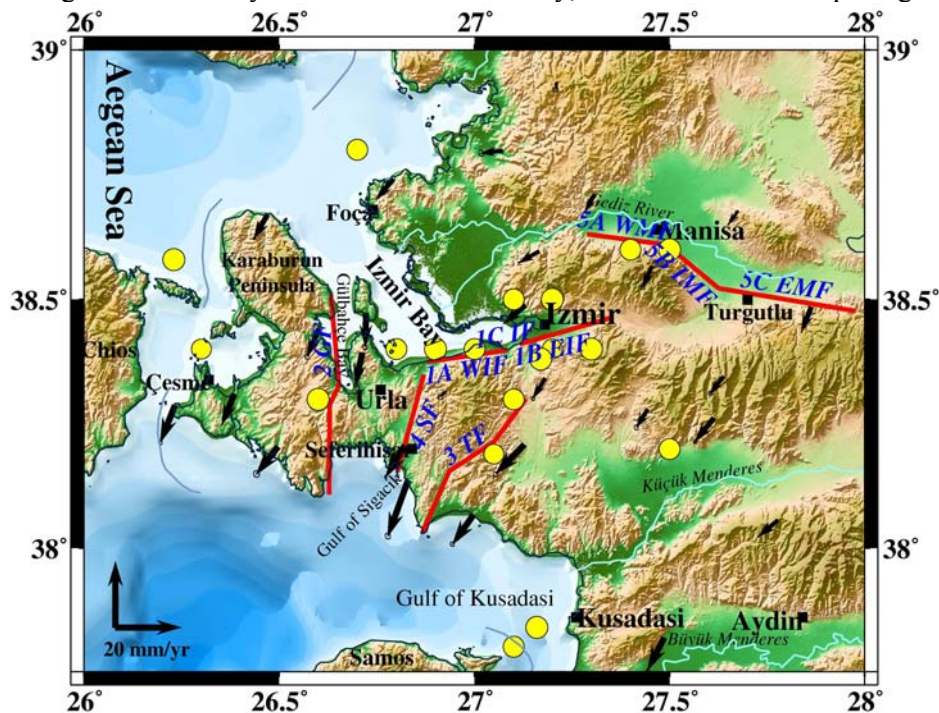 26° 26.5° 27° 27.5° 28°
39° 39°
Aegean Sea
Foça
Gediz River
5A WMF
Manisa
Karaburun
Peninsula
Izmir Bay
5B IMF
5C EMF
38.5° 38.5°
Gülbahçe Bay
Izmir
Turgutlu
1C IF
Chios
2 GF
1A WIF
1B EIF
Çesme
Urla
4 SF
3 TF
Seferihisar
Küçük Menderes
Gulf of Sigacik
38° 38°
Gulf of Kusadasi
Kusadasi
Aydin
20 mm/yr
Büyük Menderes
Samos
26° 26.5° 27° 27.5° 28°